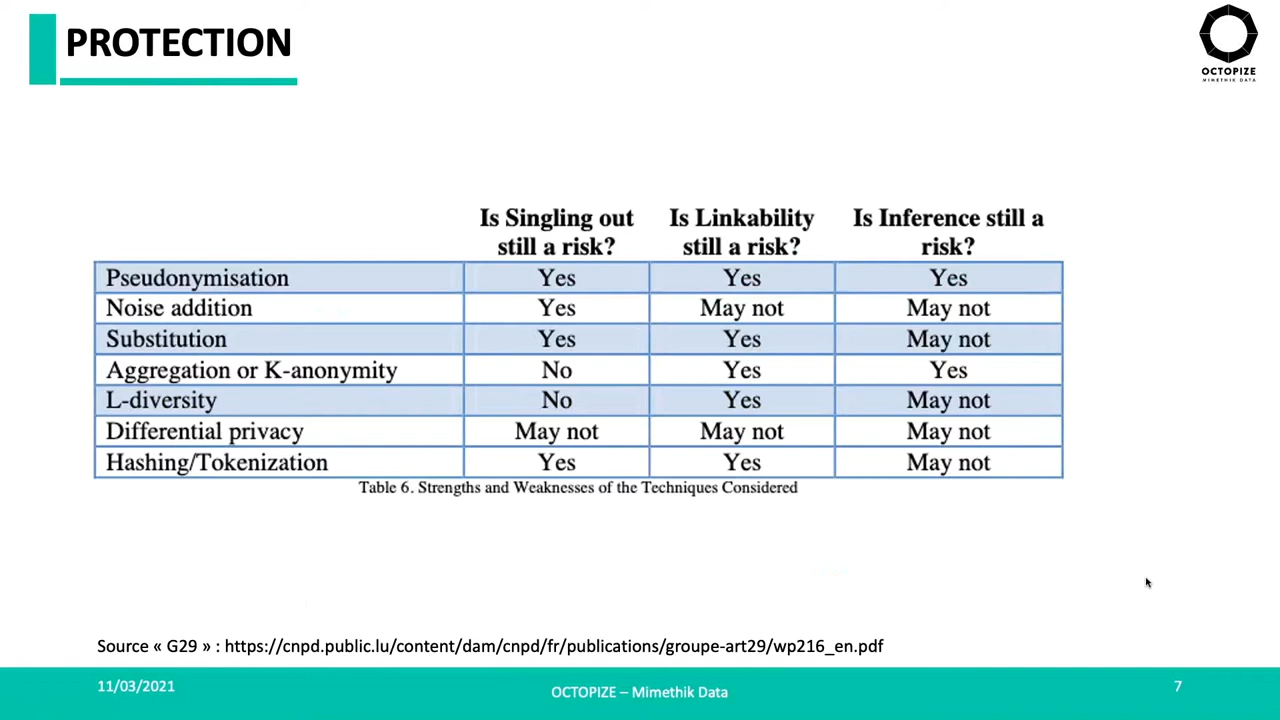 PROTECTION
OCTOPIZE
MIMETHIK DATA
Is Singling out still a risk? Is Linkability still a risk? Is Inference still a risk?
Pseudonymisation Yes Yes Yes
Noise addition Yes May not May not
Substitution Yes Yes May not
Aggregation or K-anonymity No Yes Yes
L-diversity No Yes May not
Differential privacy May not May not May not
Hashing/Tokenization Yes Yes May not
Table 6. Strengths and Weaknesses of the Techniques Considered
Source « G29 » : https://cnpd.public.lu/content/dam/cnpd/fr/publications/groupe-art29/wp216_en.pdf
11/03/2021 OCTOPIZE – Mimethik Data 7